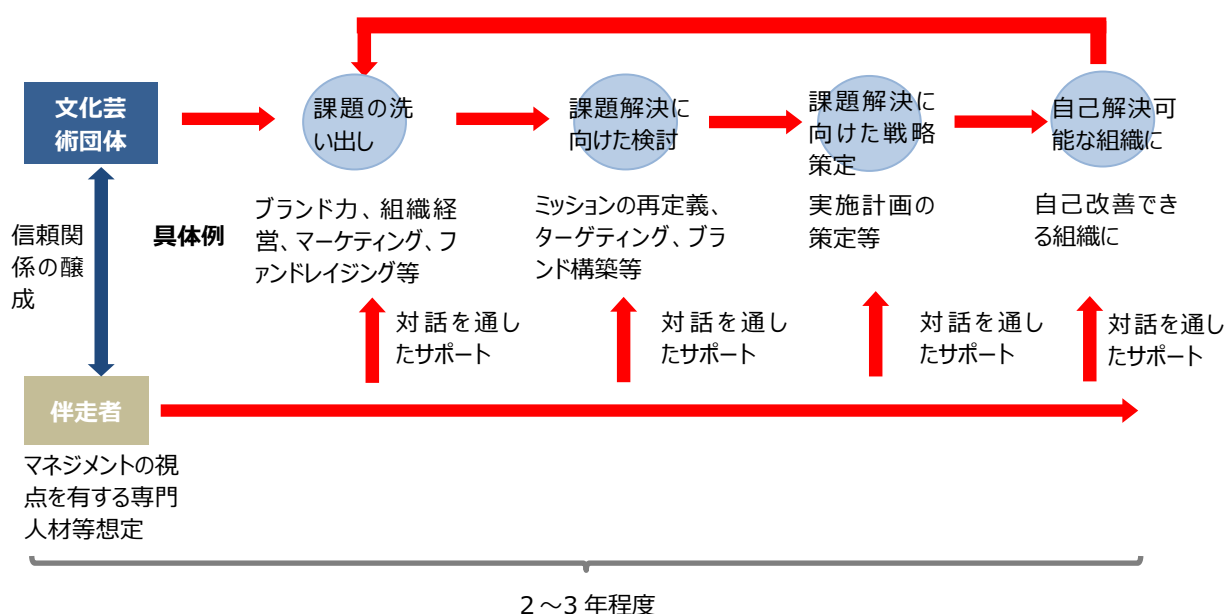 文化芸
術団体
課題の洗
い出し
課題解決に
向けた検討
課題解決に
向けた戦略
策定
自己解決可
能な組織に
信頼関
係の醸
成
具体例
ブランド力、組織経
営、マーケティング、フ
ァンドレイジング等
ミッションの再定義、
ターゲティング、ブラ
ンド構築等
実施計画の
策定等
自己改善でき
る組織に
対話を通し
たサポート
対話を通し
たサポート
対話を通し
たサポート
対話を通し
たサポート
伴走者
マネジメントの視
点を有する専門
人材等想定
2～3年程度